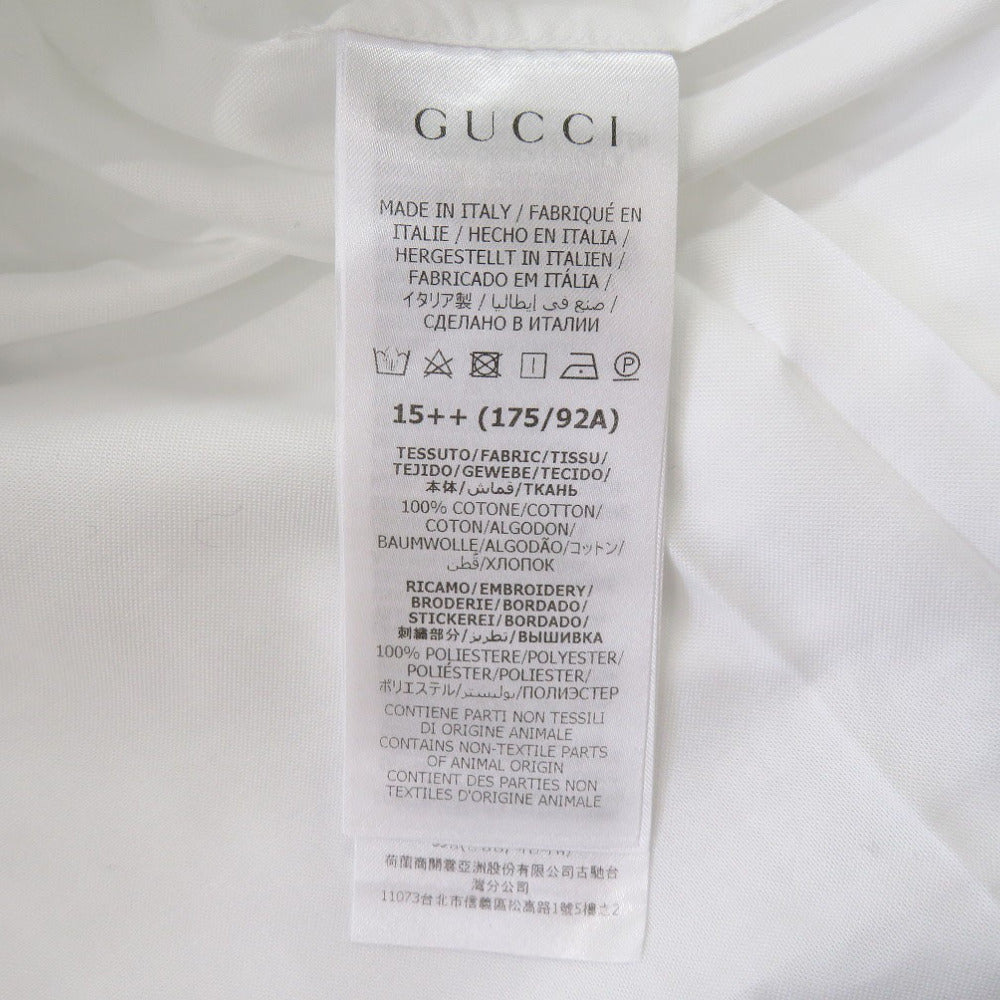 GUCCI
MADE IN ITALY / FABRIQUÉ EN
ITALIE / HECHO EN ITALIA /
HERGESTELLT IN ITALIEN /
FABRICADO EM ITÁLIA /
イタリア製 / صنع في إيطاليا /
СДЕЛАНО В ИТАЛИИ
P
15++ (175/92A)
TESSUTO/FABRIC/TISSU/
TEJIDO/GEWEBE/TECIDO/
本体/قماش/ТКАНЬ
100% COTONE/COTTON/
COTON/ALGODON/
BAUMWOLLE/ALGODÃO/コットン/
قطن/ХЛОПОК
RICAMO/EMBROIDERY/
BRODERIE/BORDADO/
STICKEREI/BORDADO/
刺繍部分/تطريز/ВЫШИВКА
100% POLIESTERE/POLYESTER/
POLIÉSTER/POLIESTER/
ポリエステル/بوليستر/ПОЛИЭСТЕР
CONTIENE PARTI NON TESSILI
DI ORIGINE ANIMALE
CONTAINS NON-TEXTILE PARTS
OF ANIMAL ORIGIN
CONTIENT DES PARTIES NON
TEXTILES D'ORIGINE ANIMALE
荷蘭商開雲亞洲股份有限公司古馳台
灣分公司
11073台北市信義區松高路1號5樓之2